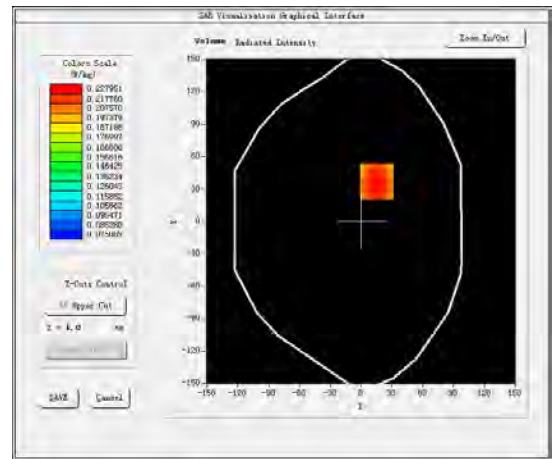 SAR Visualisation Graphical Interface
Volume Radiated Intensity
Zoom In/Out
Colors Scale
(W/kg)
0.227951
0.217760
0.207570
0.197379
0.187188
0.176997
0.166806
0.156616
0.146425
0.136234
0.126043
0.115852
0.105662
0.095471
0.085280
150
120
90
60
30
0
-30
-60
-90
-120
-150
-150 -120 -90 -60 -30 0 30 60 90 120 150
Y
X
Z-Cuts Control
Upper Cut
Z = 4.0 mm
SAVE
Cancel